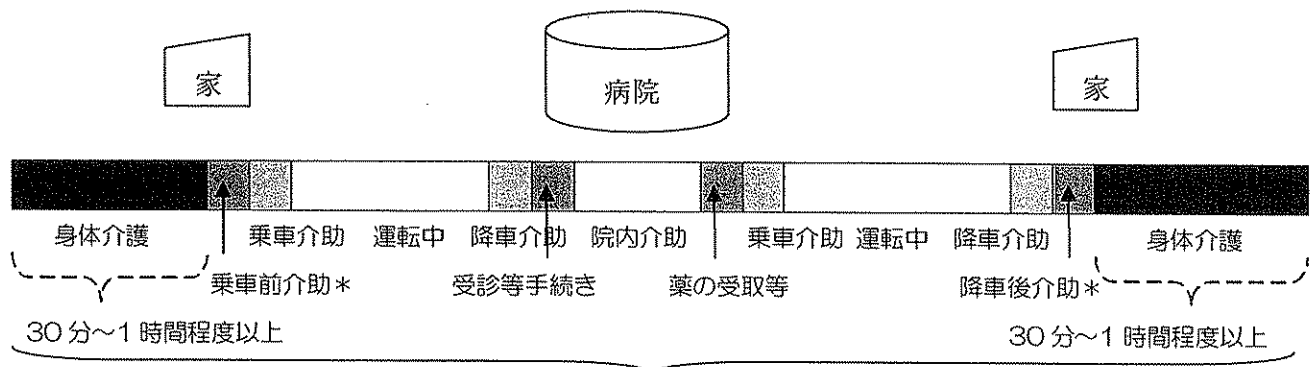 家 病院 家
身体介護 乗車介助 運転中 降車介助 院内介助 乗車介助 運転中 降車介助 身体介護
乗車前介助＊ 受診等手続き 薬の受取等 降車後介助＊
30分～1時間程度以上 30分～1時間程度以上